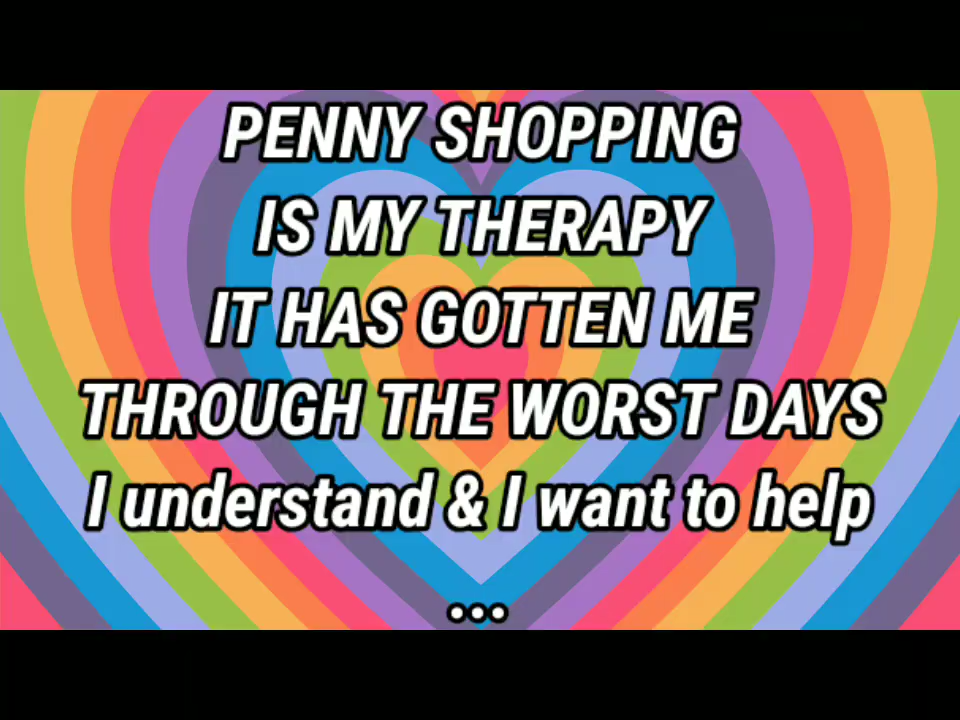 PENNY SHOPPING
IS MY THERAPY
IT HAS GOTTEN ME
THROUGH THE WORST DAYS
I understand & I want to help
...